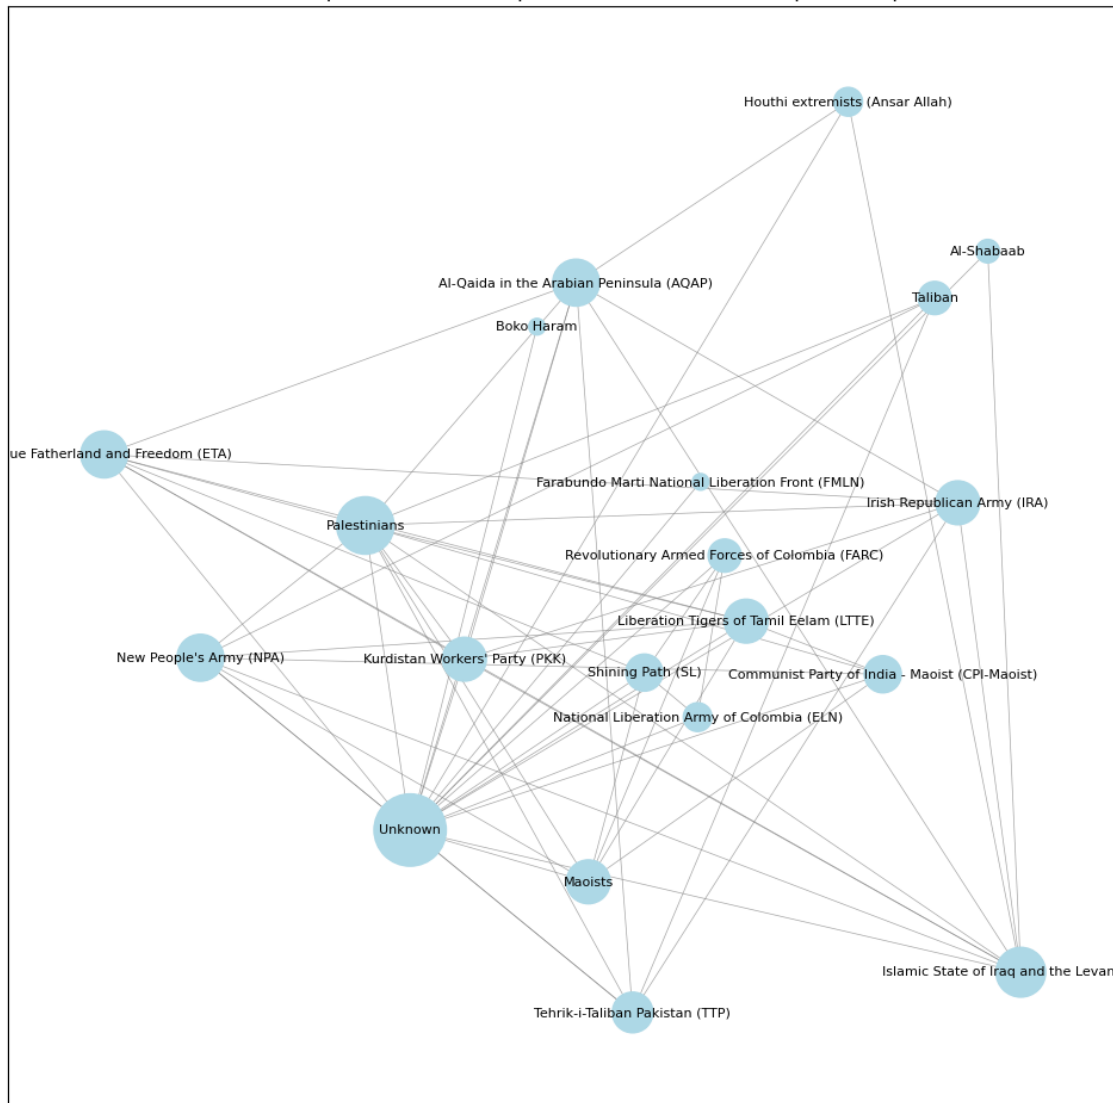 Houthi extremists (Ansar Allah)
Al-Shabaab
Al-Qaida in the Arabian Peninsula (AQAP)
Taliban
Boko Haram
ue Fatherland and Freedom (ETA)
Farabundo Marti National Liberation Front (FMLN)
Irish Republican Army (IRA)
Palestinians
Revolutionary Armed Forces of Colombia (FARC)
Liberation Tigers of Tamil Eelam (LTTE)
New People's Army (NPA)
Kurdistan Workers' Party (PKK)
Shining Path (SL)
Communist Party of India - Maoist (CPI-Maoist)
National Liberation Army of Colombia (ELN)
Unknown
Maoists
Islamic State of Iraq and the Levan
Tehrik-i-Taliban Pakistan (TTP)